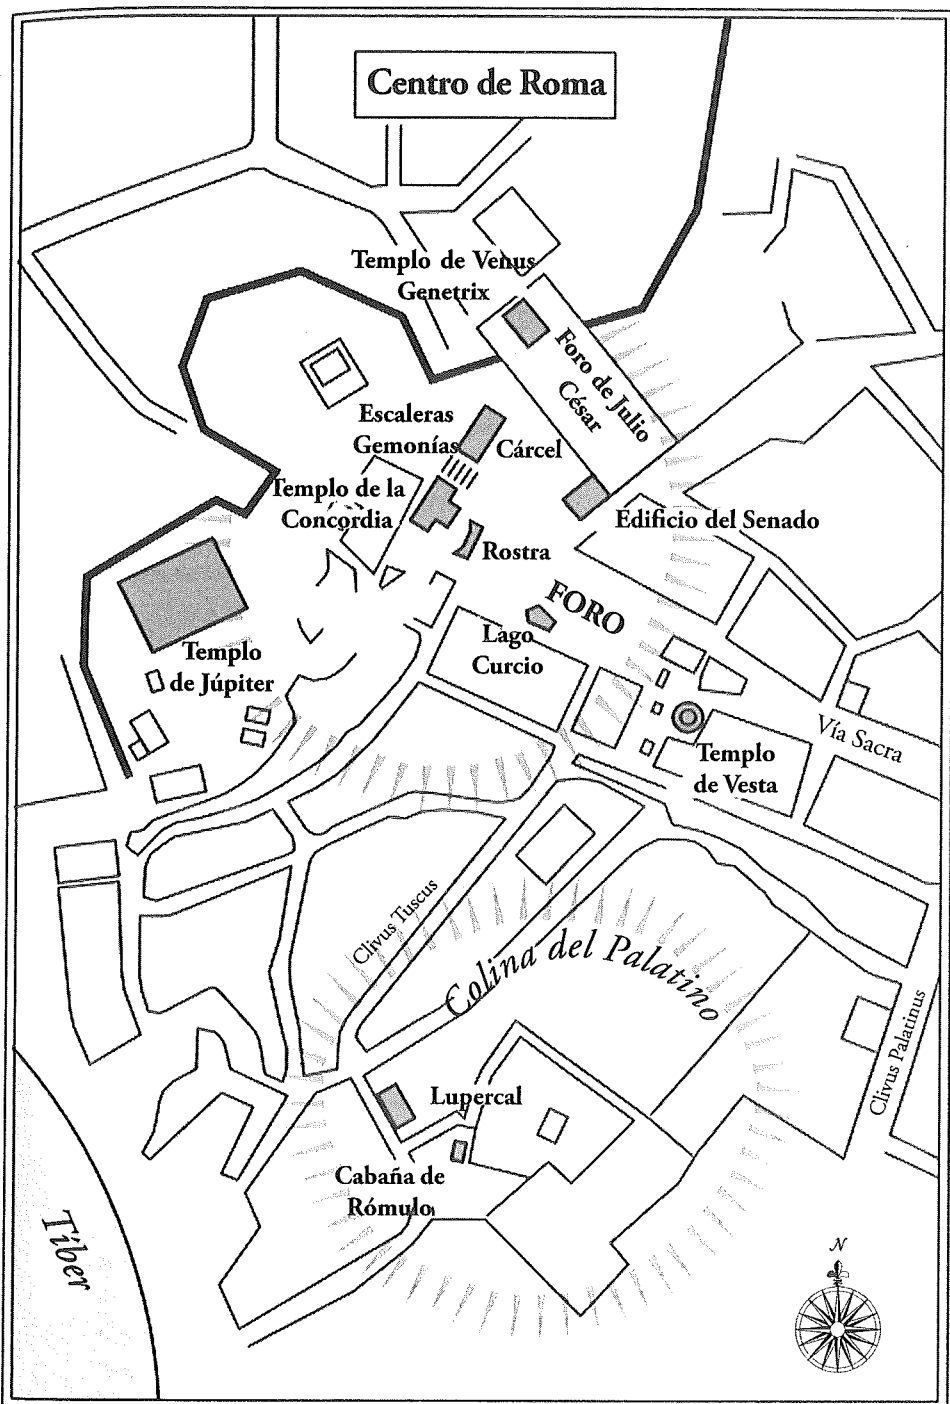 Centro de Roma
Templo de Venus
Genetrix
Foro de Julio
César
Escaleras
Gemonías
Cárcel
Templo de la
Concordia
Edificio del Senado
Rostra
FORO
Lago
Curcio
Templo
de Júpiter
Vía Sacra
Templo
de Vesta
Clivus Tuscus
Colina del Palatino
Clivus Palatinus
Lupercal
Cabaña de
Rómulo
Tíber
N